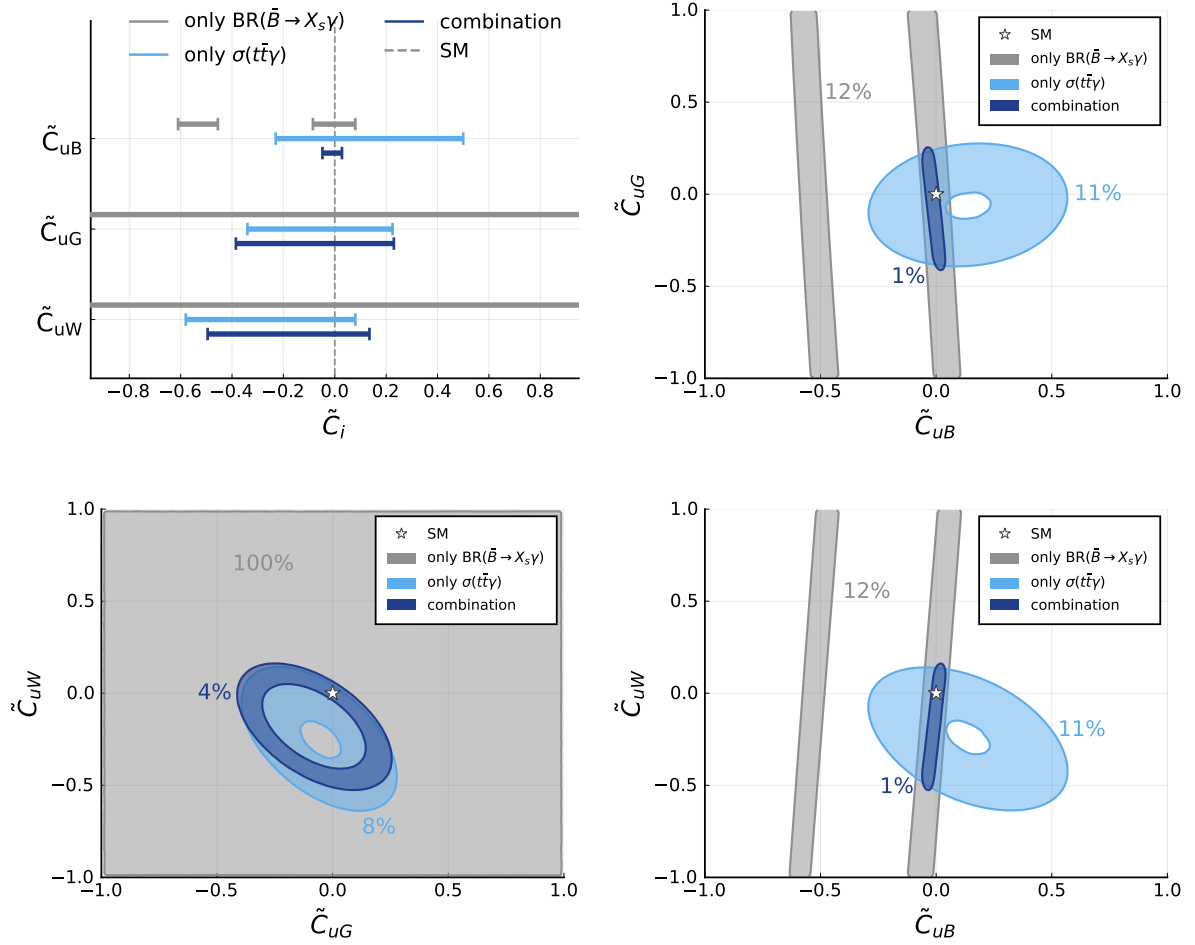 only BR(B̄ → X_sγ)
only σ(tt̄γ)
combination
SM
C̃_uB
C̃_uG
C̃_uW
−0.8 −0.6 −0.4 −0.2 0.0 0.2 0.4 0.6 0.8
C̃_i
1.0
0.5
0.0
−0.5
−1.0
C̃_uG
SM
only BR(B̄ → X_sγ)
only σ(tt̄γ)
combination
12%
11%
1%
−1.0 −0.5 0.0 0.5 1.0
C̃_uB
1.0
0.5
0.0
−0.5
−1.0
C̃_uW
SM
only BR(B̄ → X_sγ)
only σ(tt̄γ)
combination
100%
4%
8%
−1.0 −0.5 0.0 0.5 1.0
C̃_uG
1.0
0.5
0.0
−0.5
−1.0
C̃_uW
SM
only BR(B̄ → X_sγ)
only σ(tt̄γ)
combination
12%
11%
1%
−1.0 −0.5 0.0 0.5 1.0
C̃_uB